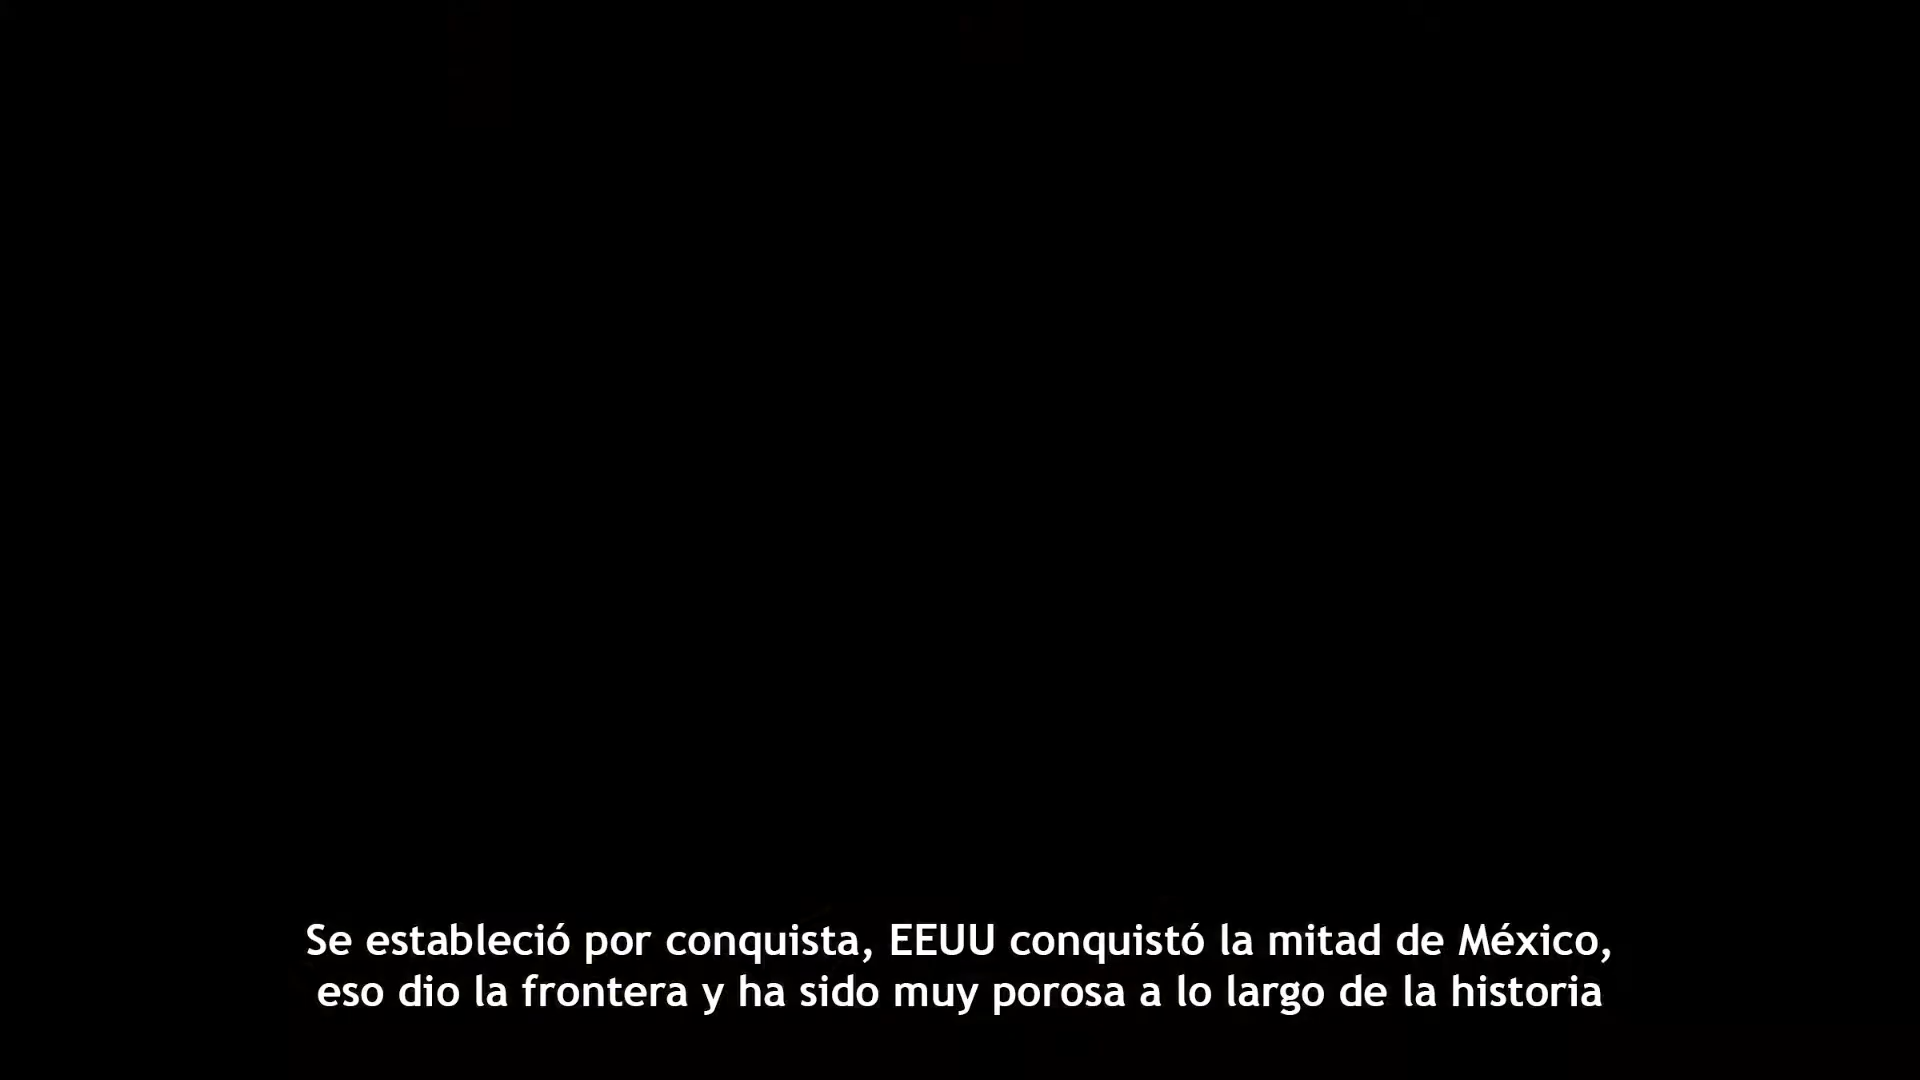 Se estableció por conquista, EEUU conquistó la mitad de México,
eso dio la frontera y ha sido muy porosa a lo largo de la historia